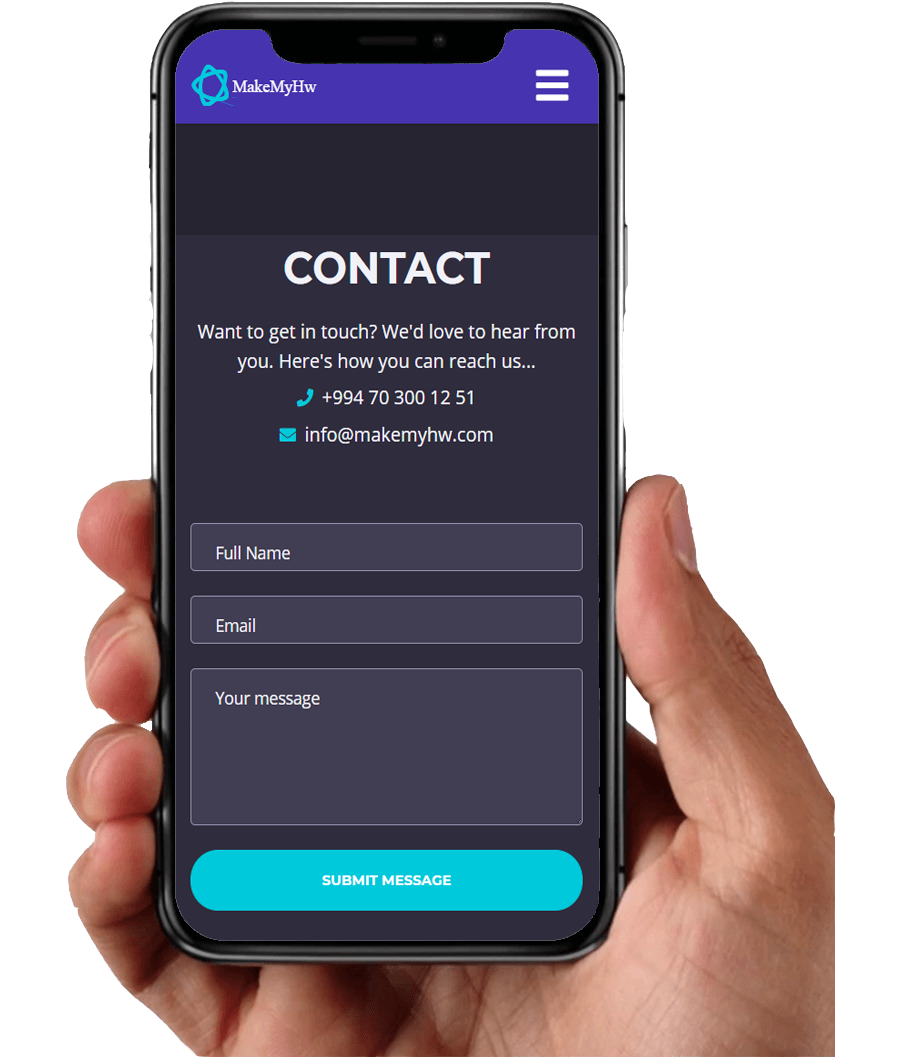 MakeMyHw
CONTACT
Want to get in touch? We'd love to hear from
you. Here's how you can reach us...
+994 70 300 12 51
info@makemyhw.com
Full Name
Email
Your message
SUBMIT MESSAGE